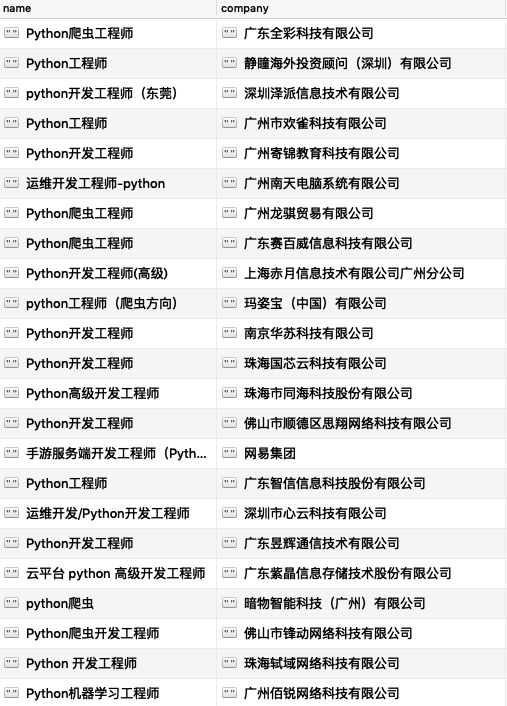 name company
Python爬虫工程师 广东全彩科技有限公司
Python工程师 静瞳海外投资顾问（深圳）有限公司
python开发工程师（东莞） 深圳泽派信息技术有限公司
Python工程师 广州市欢雀科技有限公司
Python开发工程师 广州寄锦教育科技有限公司
运维开发工程师-python 广州南天电脑系统有限公司
Python爬虫工程师 广州龙骐贸易有限公司
Python爬虫工程师 广东赛百威信息科技有限公司
Python开发工程师(高级) 上海赤月信息技术有限公司广州分公司
python工程师（爬虫方向） 玛姿宝（中国）有限公司
Python开发工程师 南京华苏科技有限公司
Python开发工程师 珠海国芯云科技有限公司
Python高级开发工程师 珠海市同海科技股份有限公司
Python开发工程师 佛山市顺德区思翔网络科技有限公司
手游服务端开发工程师（Pyth... 网易集团
Python工程师 广东智信信息科技股份有限公司
运维开发/Python开发工程师 深圳市心云科技有限公司
Python开发工程师 广东昱辉通信技术有限公司
云平台 python 高级开发工程师 广东紫晶信息存储技术股份有限公司
python爬虫 暗物智能科技（广州）有限公司
Python爬虫开发工程师 佛山市锋动网络科技有限公司
Python 开发工程师 珠海轼域网络科技有限公司
Python机器学习工程师 广州佰锐网络科技有限公司